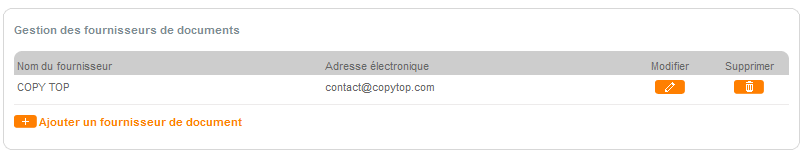 Gestion des fournisseurs de documents
Nom du fournisseur Adresse électronique Modifier Supprimer
COPY TOP contact@copytop.com
Ajouter un fournisseur de document